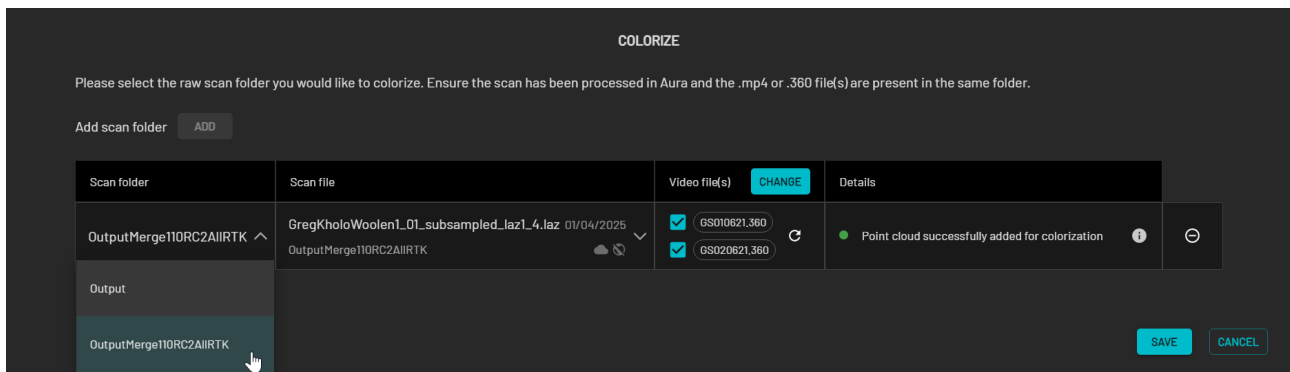 COLORIZE
Please select the raw scan folder you would like to colorize. Ensure the scan has been processed in Aura and the .mp4 or .360 file(s) are present in the same folder.
Add scan folder ADD
Scan folder Scan file Video file(s) CHANGE Details
OutputMerge110RC2AllRTK GregKholoWoolen1_01_subsampled_laz1_4.laz 01/04/2025 GS010621.360 Point cloud successfully added for colorization
OutputMerge110RC2AllRTK GS020621.360
Output
OutputMerge110RC2AllRTK
SAVE CANCEL